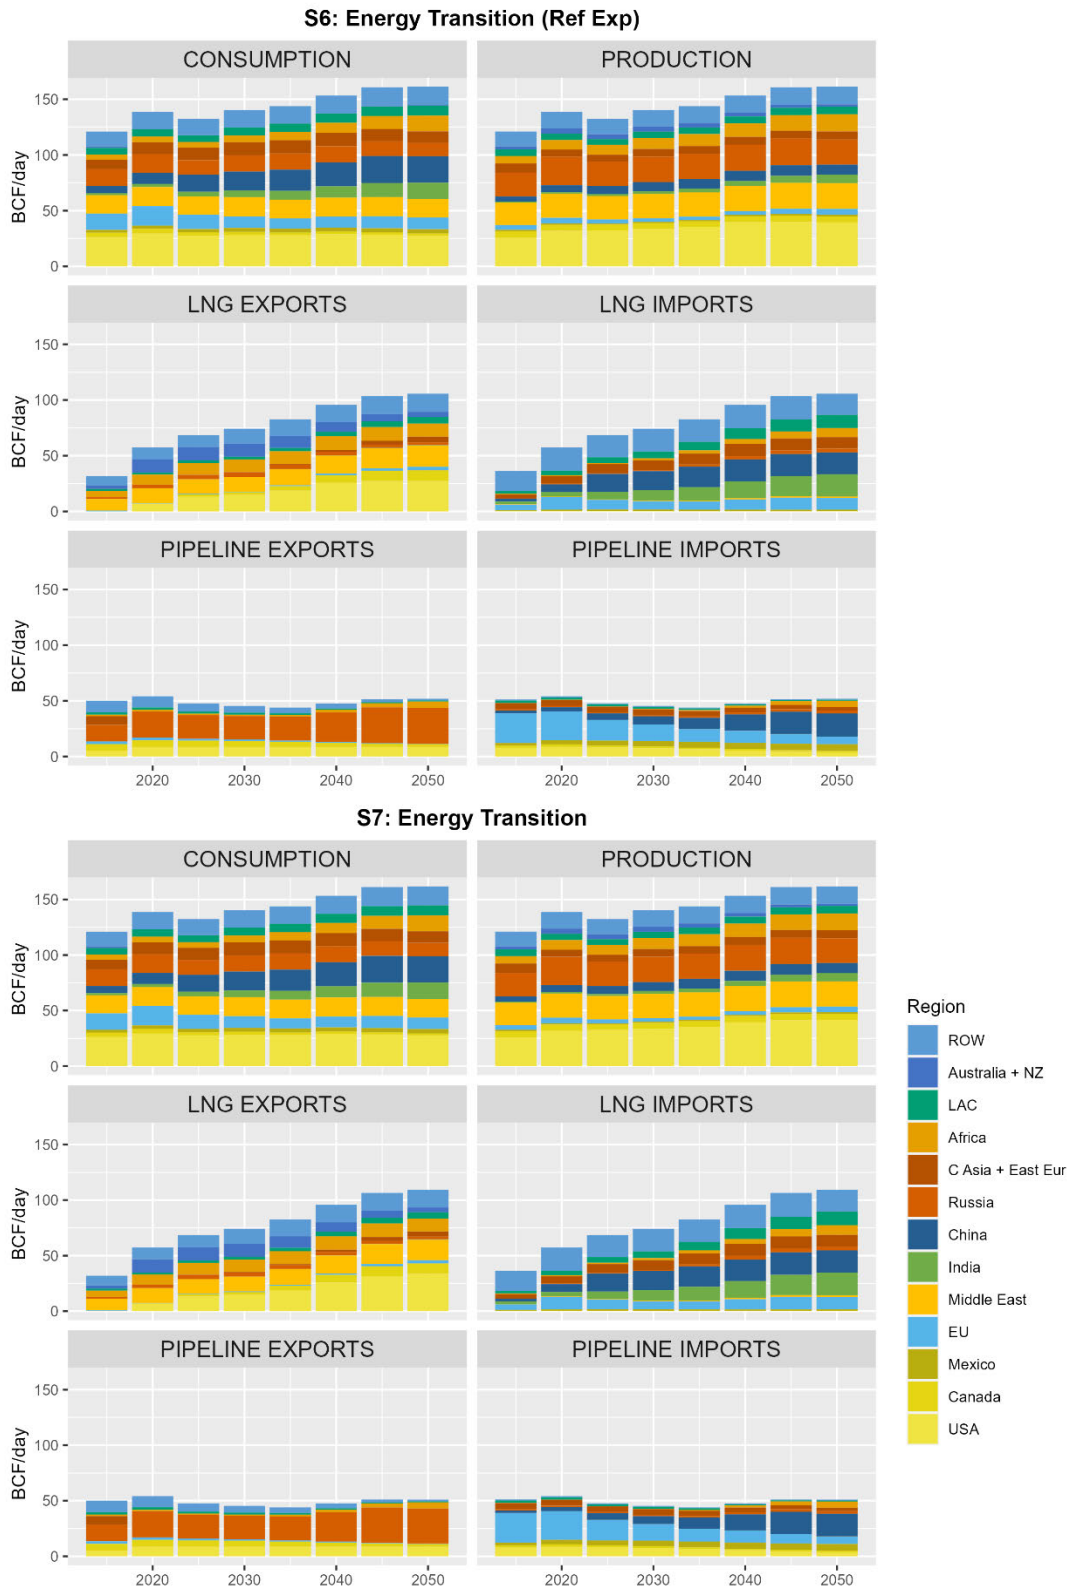 S6: Energy Transition (Ref Exp)
CONSUMPTION PRODUCTION
BCF/day
150
100
50
0
LNG EXPORTS LNG IMPORTS
BCF/day
150
100
50
0
PIPELINE EXPORTS PIPELINE IMPORTS
BCF/day
150
100
50
0
2020 2030 2040 2050 2020 2030 2040 2050
S7: Energy Transition
CONSUMPTION PRODUCTION
BCF/day
150
100
50
0
LNG EXPORTS LNG IMPORTS
BCF/day
150
100
50
0
PIPELINE EXPORTS PIPELINE IMPORTS
BCF/day
150
100
50
0
2020 2030 2040 2050 2020 2030 2040 2050
Region
ROW
Australia + NZ
LAC
Africa
C Asia + East Eur
Russia
China
India
Middle East
EU
Mexico
Canada
USA